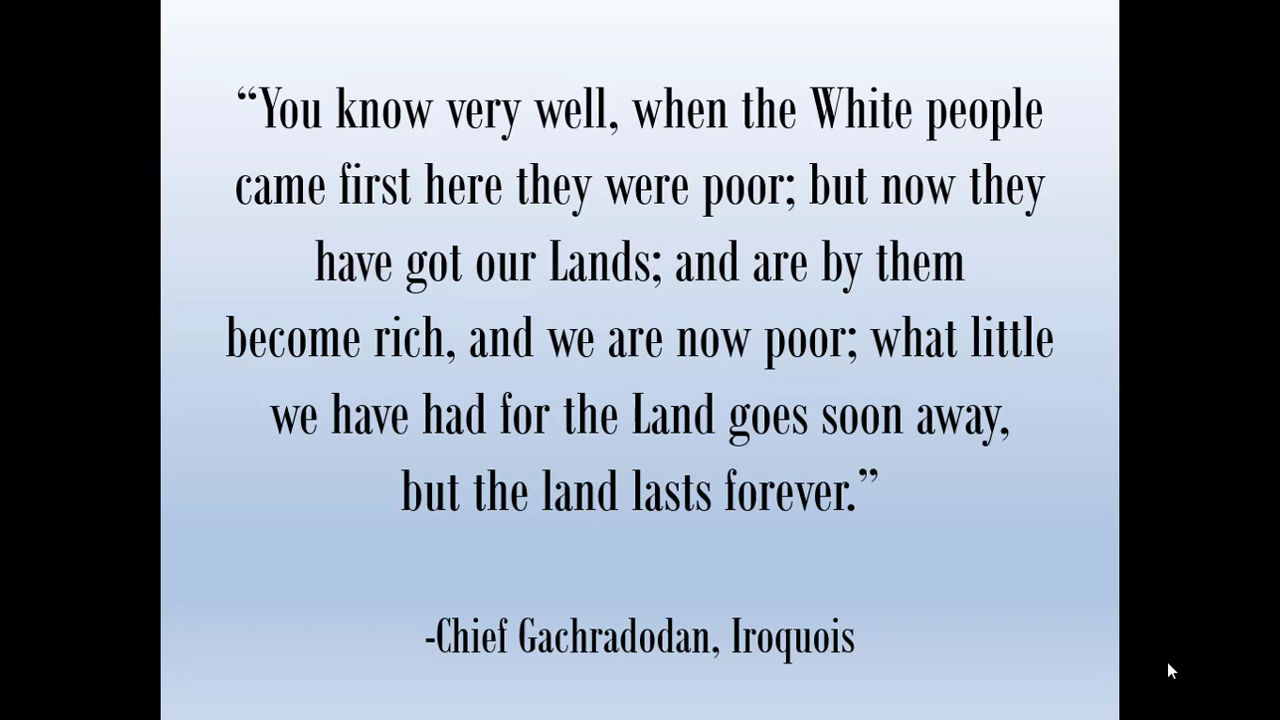 “You know very well, when the White people
came first here they were poor; but now they
have got our Lands; and are by them
become rich, and we are now poor; what little
we have had for the Land goes soon away,
but the land lasts forever.”
-Chief Gachradodan, Iroquois